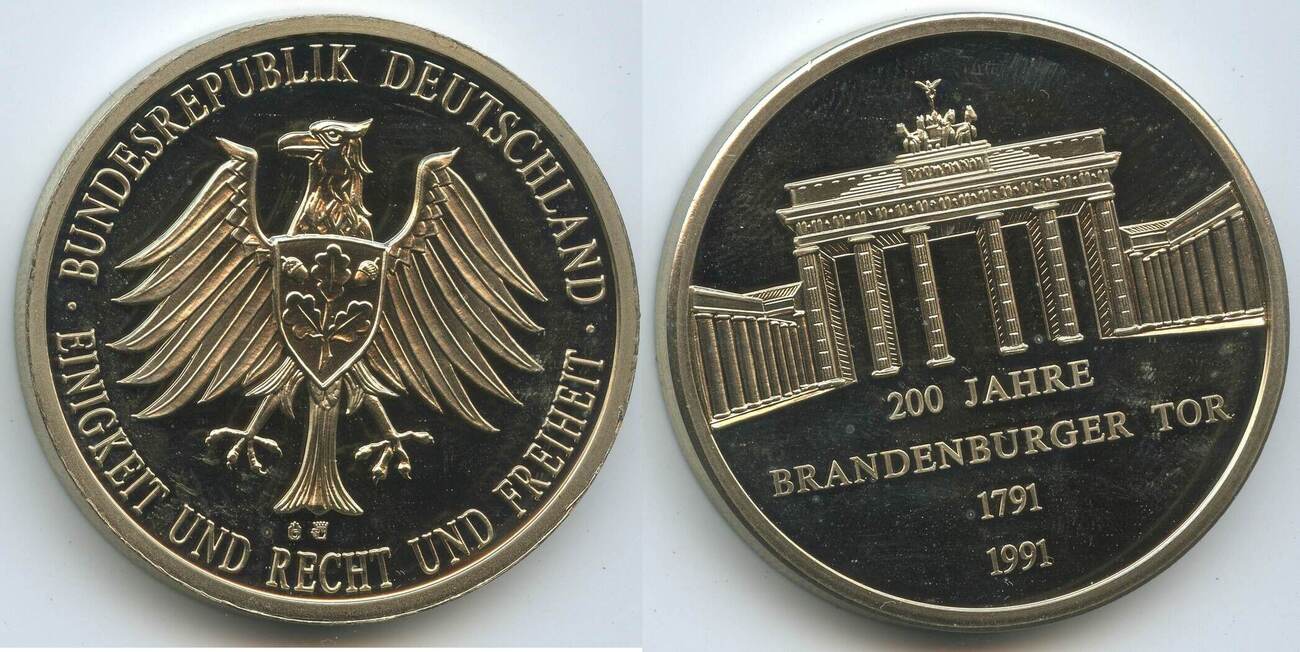 · BUNDESREPUBLIK DEUTSCHLAND ·
EINIGKEIT UND RECHT UND FREIHEIT
200 JAHRE
BRANDENBURGER TOR
1791
1991